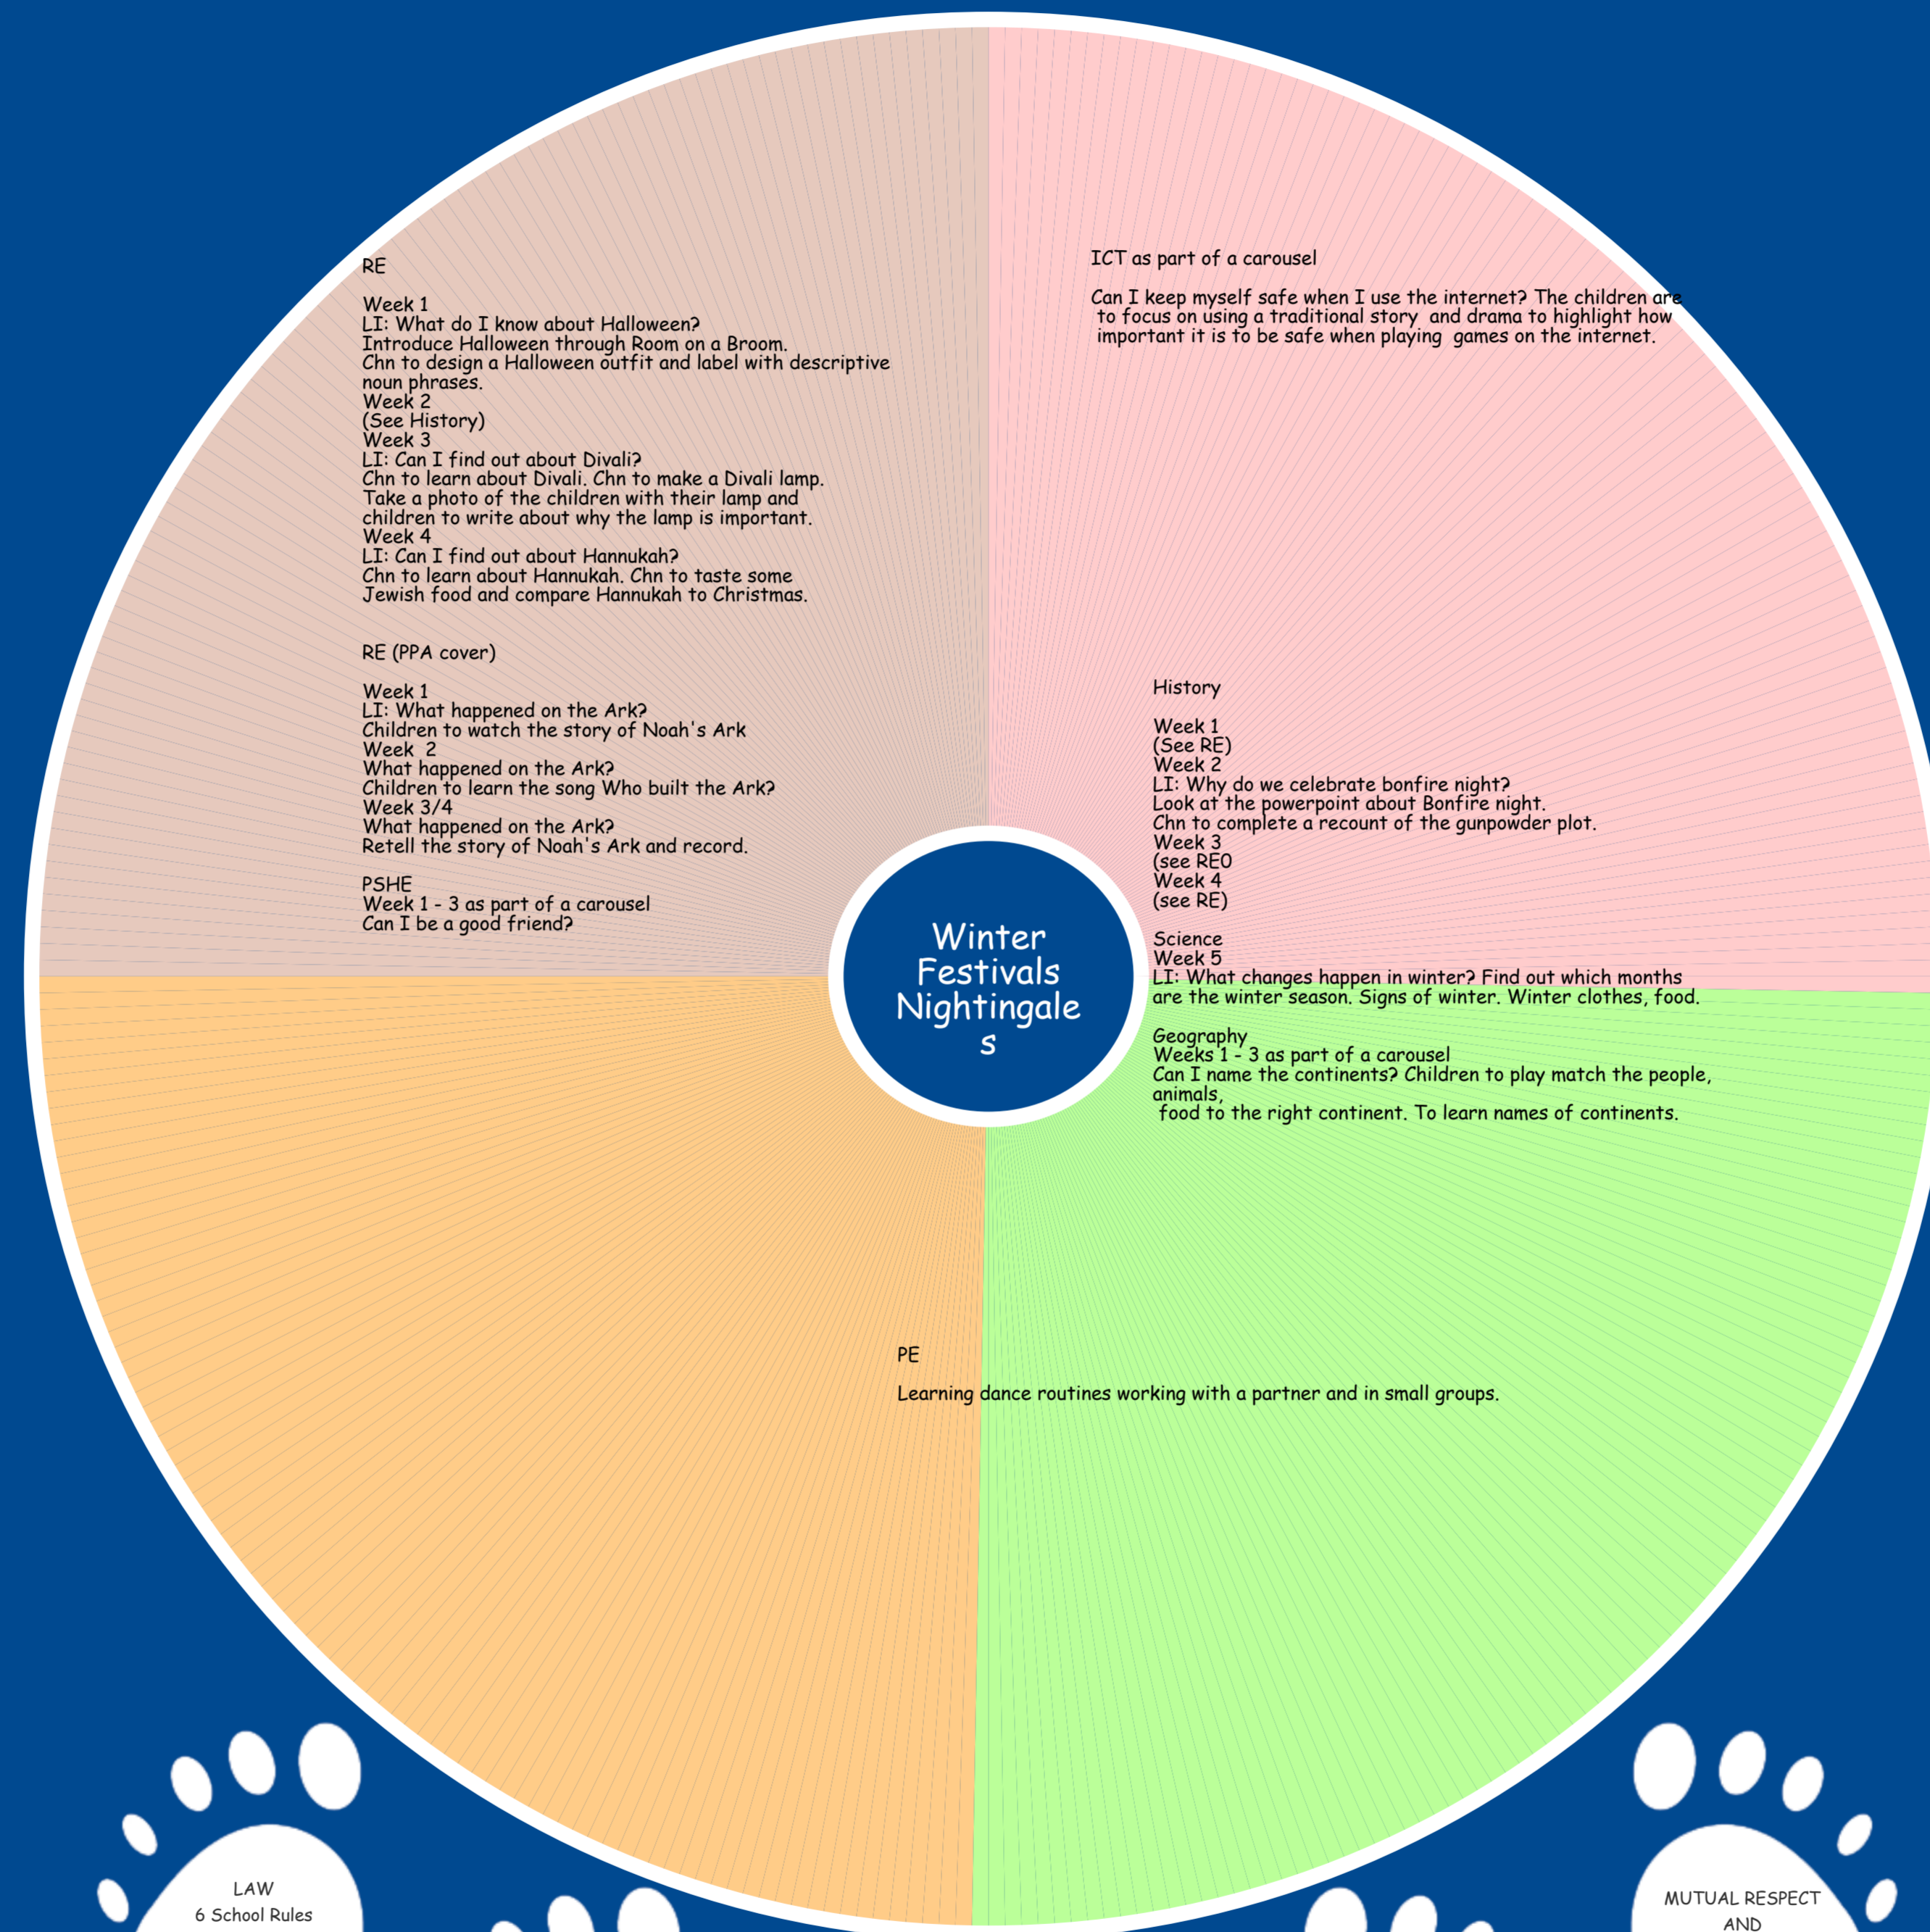 RE
Week 1
LI: What do I know about Halloween?
Introduce Halloween through Room on a Broom.
Chn to design a Halloween outfit and label with descriptive
noun phrases.
Week 2
(See History)
Week 3
LI: Can I find out about Divali?
Chn to learn about Divali. Chn to make a Divali lamp.
Take a photo of the children with their lamp and
children to write about why the lamp is important.
Week 4
LI: Can I find out about Hannukah?
Chn to learn about Hannukah. Chn to taste some
Jewish food and compare Hannukah to Christmas.
RE (PPA cover)
Week 1
LI: What happened on the Ark?
Children to watch the story of Noah's Ark
Week 2
What happened on the Ark?
Children to learn the song Who built the Ark?
Week 3/4
What happened on the Ark?
Retell the story of Noah's Ark and record.
PSHE
Week 1 - 3 as part of a carousel
Can I be a good friend?
ICT as part of a carousel
Can I keep myself safe when I use the internet? The children are
to focus on using a traditional story and drama to highlight how
important it is to be safe when playing games on the internet.
History
Week 1
(See RE)
Week 2
LI: Why do we celebrate bonfire night?
Look at the powerpoint about Bonfire night.
Chn to complete a recount of the gunpowder plot.
Week 3
(see RE0
Week 4
(see RE)
Science
Week 5
LI: What changes happen in winter? Find out which months
are the winter season. Signs of winter. Winter clothes, food.
Geography
Weeks 1 - 3 as part of a carousel
Can I name the continents? Children to play match the people,
animals,
food to the right continent. To learn names of continents.
Winter
Festivals
Nightingale
s
PE
Learning dance routines working with a partner and in small groups.
LAW
6 School Rules
MUTUAL RESPECT
AND